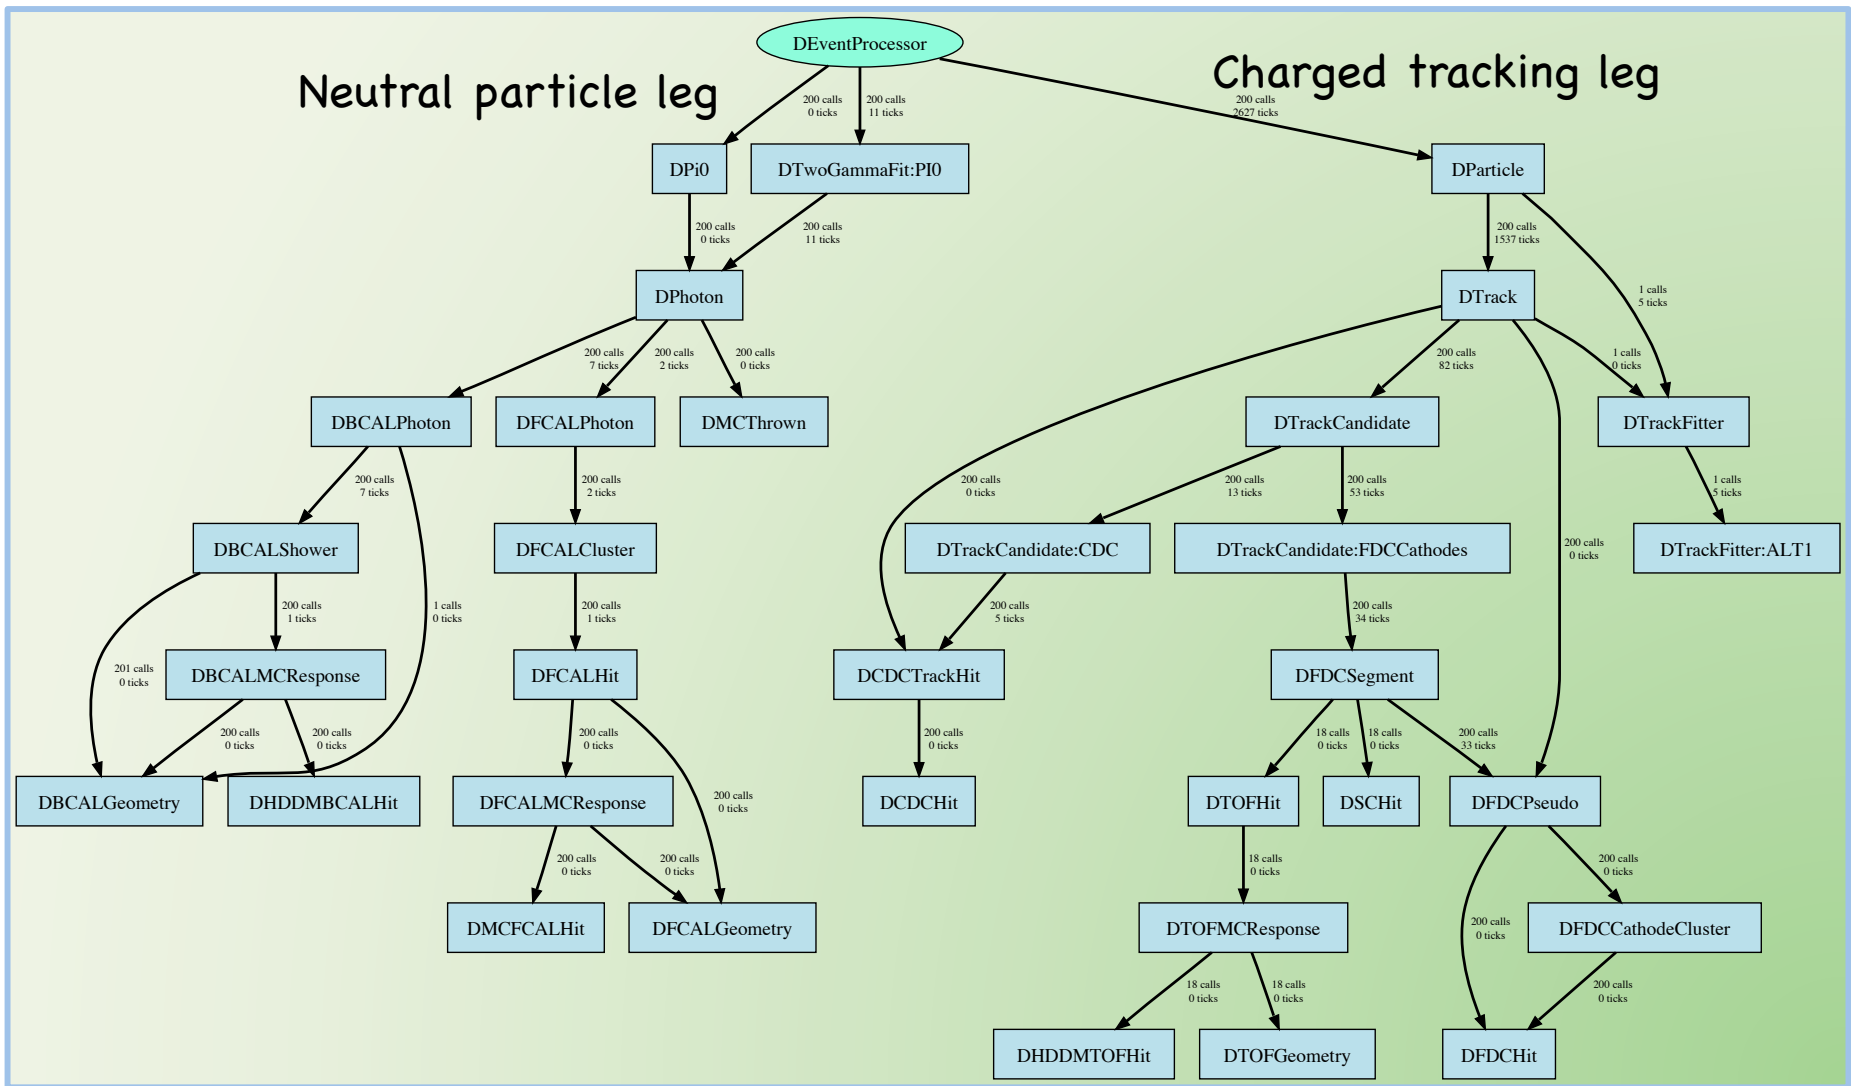 DEventProcessor
Neutral particle leg
Charged tracking leg
200 calls
0 ticks
200 calls
11 ticks
200 calls
2627 ticks
DPi0
DTwoGammaFit:PI0
DParticle
200 calls
0 ticks
200 calls
11 ticks
200 calls
1537 ticks
1 calls
5 ticks
DPhoton
DTrack
200 calls
7 ticks
200 calls
2 ticks
200 calls
0 ticks
200 calls
82 ticks
1 calls
0 ticks
DBCALPhoton
DFCALPhoton
DMCThrown
DTrackCandidate
DTrackFitter
200 calls
7 ticks
200 calls
2 ticks
200 calls
0 ticks
200 calls
13 ticks
200 calls
53 ticks
1 calls
5 ticks
DBCALShower
DFCALCluster
DTrackCandidate:CDC
DTrackCandidate:FDCCathodes
200 calls
0 ticks
DTrackFitter:ALT1
200 calls
1 ticks
1 calls
0 ticks
200 calls
1 ticks
200 calls
5 ticks
200 calls
34 ticks
201 calls
0 ticks
DBCALMCResponse
DFCALHit
DCDCTrackHit
DFDCSegment
200 calls
0 ticks
200 calls
0 ticks
200 calls
0 ticks
200 calls
0 ticks
18 calls
0 ticks
18 calls
0 ticks
200 calls
33 ticks
DBCALGeometry
DHDDMBCALHit
DFCALMCResponse
200 calls
0 ticks
DCDCHit
DTOFHit
DSCHit
DFDCPseudo
200 calls
0 ticks
200 calls
0 ticks
18 calls
0 ticks
200 calls
0 ticks
DMCFCALHit
DFCALGeometry
DTOFMCResponse
200 calls
0 ticks
DFDCCathodeCluster
18 calls
0 ticks
18 calls
0 ticks
200 calls
0 ticks
DHDDMTOFHit
DTOFGeometry
DFDCHit